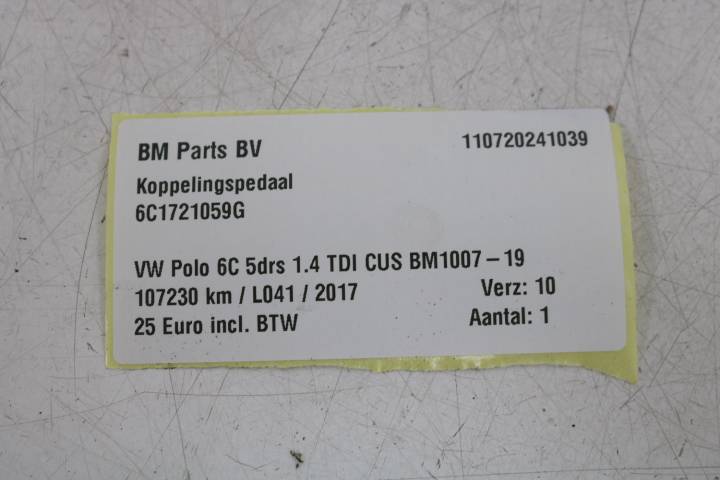 BM Parts BV 110720241039
Koppelingspedaal
6C1721059G
VW Polo 6C 5drs 1.4 TDI CUS BM1007-19
107230 km / L041 / 2017 Verz: 10
25 Euro incl. BTW Aantal: 1